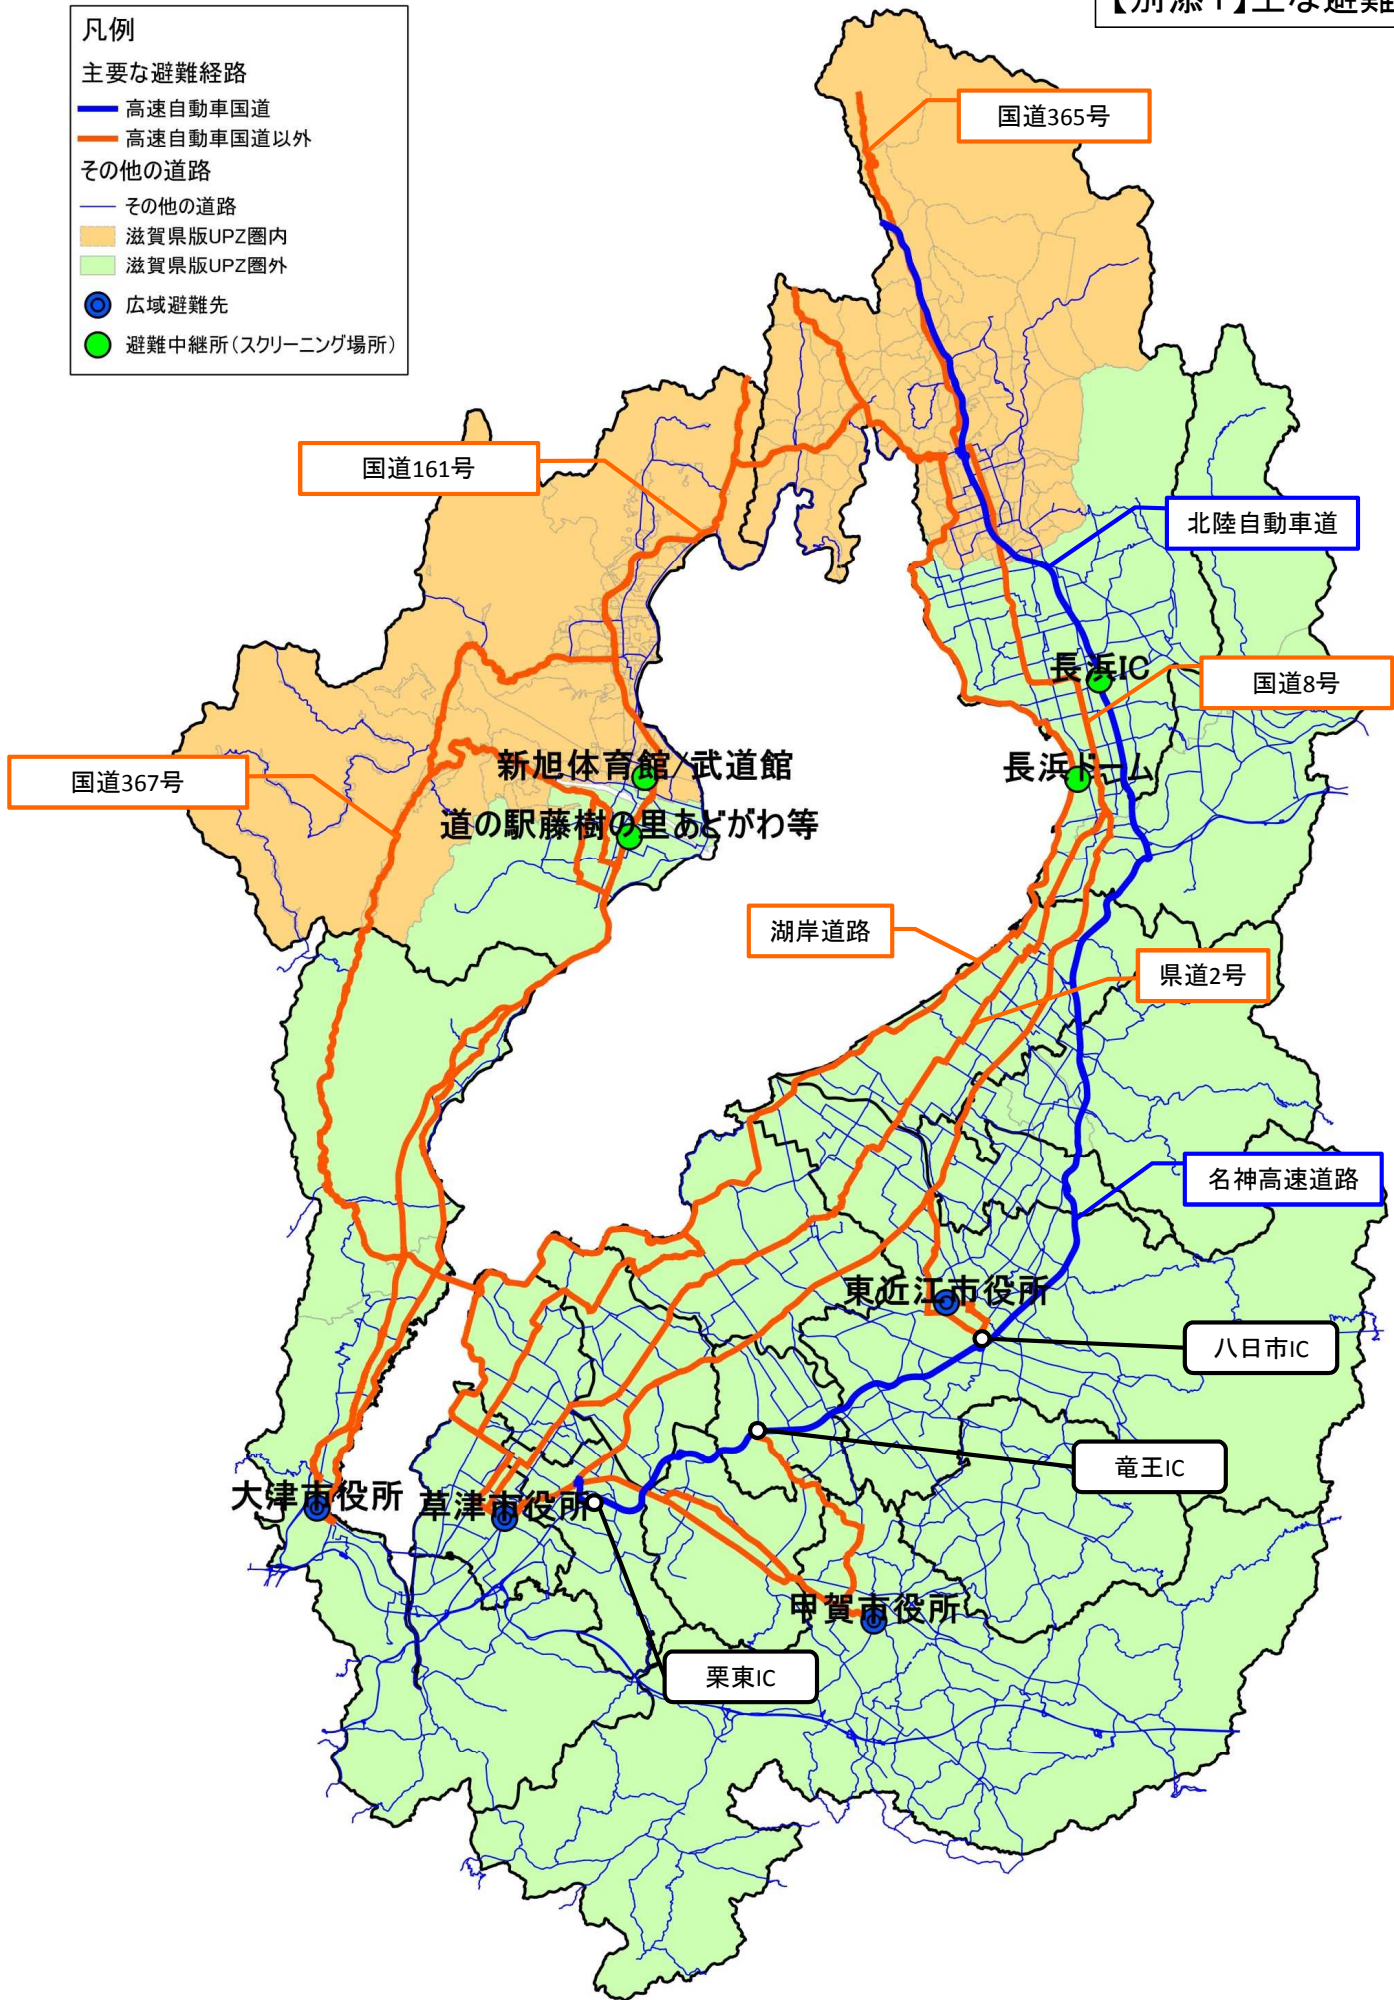 【別添1】主な避難
凡例
主要な避難経路
高速自動車国道
高速自動車国道以外
その他の道路
その他の道路
滋賀県版UPZ圏内
滋賀県版UPZ圏外
広域避難先
避難中継所(スクリーニング場所)
国道365号
国道161号
北陸自動車道
長浜IC
国道8号
新旭体育館/武道館
長浜ドーム
国道367号
道の駅藤樹の里あどがわ等
湖岸道路
県道2号
名神高速道路
東近江市役所
八日市IC
竜王IC
大津市役所
草津市役所
甲賀市役所
栗東IC